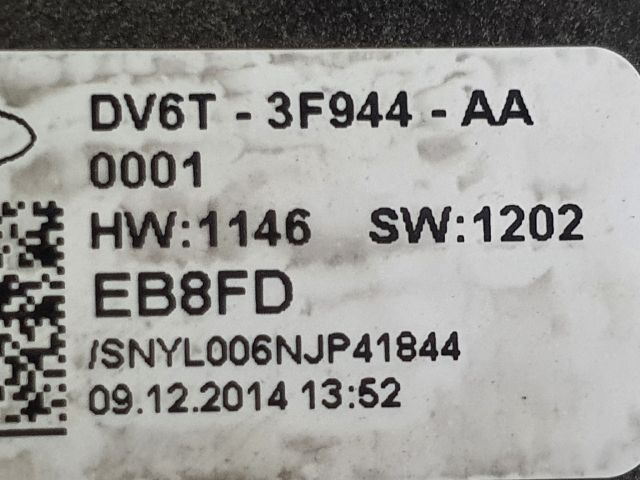 DV6T - 3F944 - AA
0001
HW:1146 SW:1202
EB8FD
/SNYL006NJP41844
09.12.2014 13:52